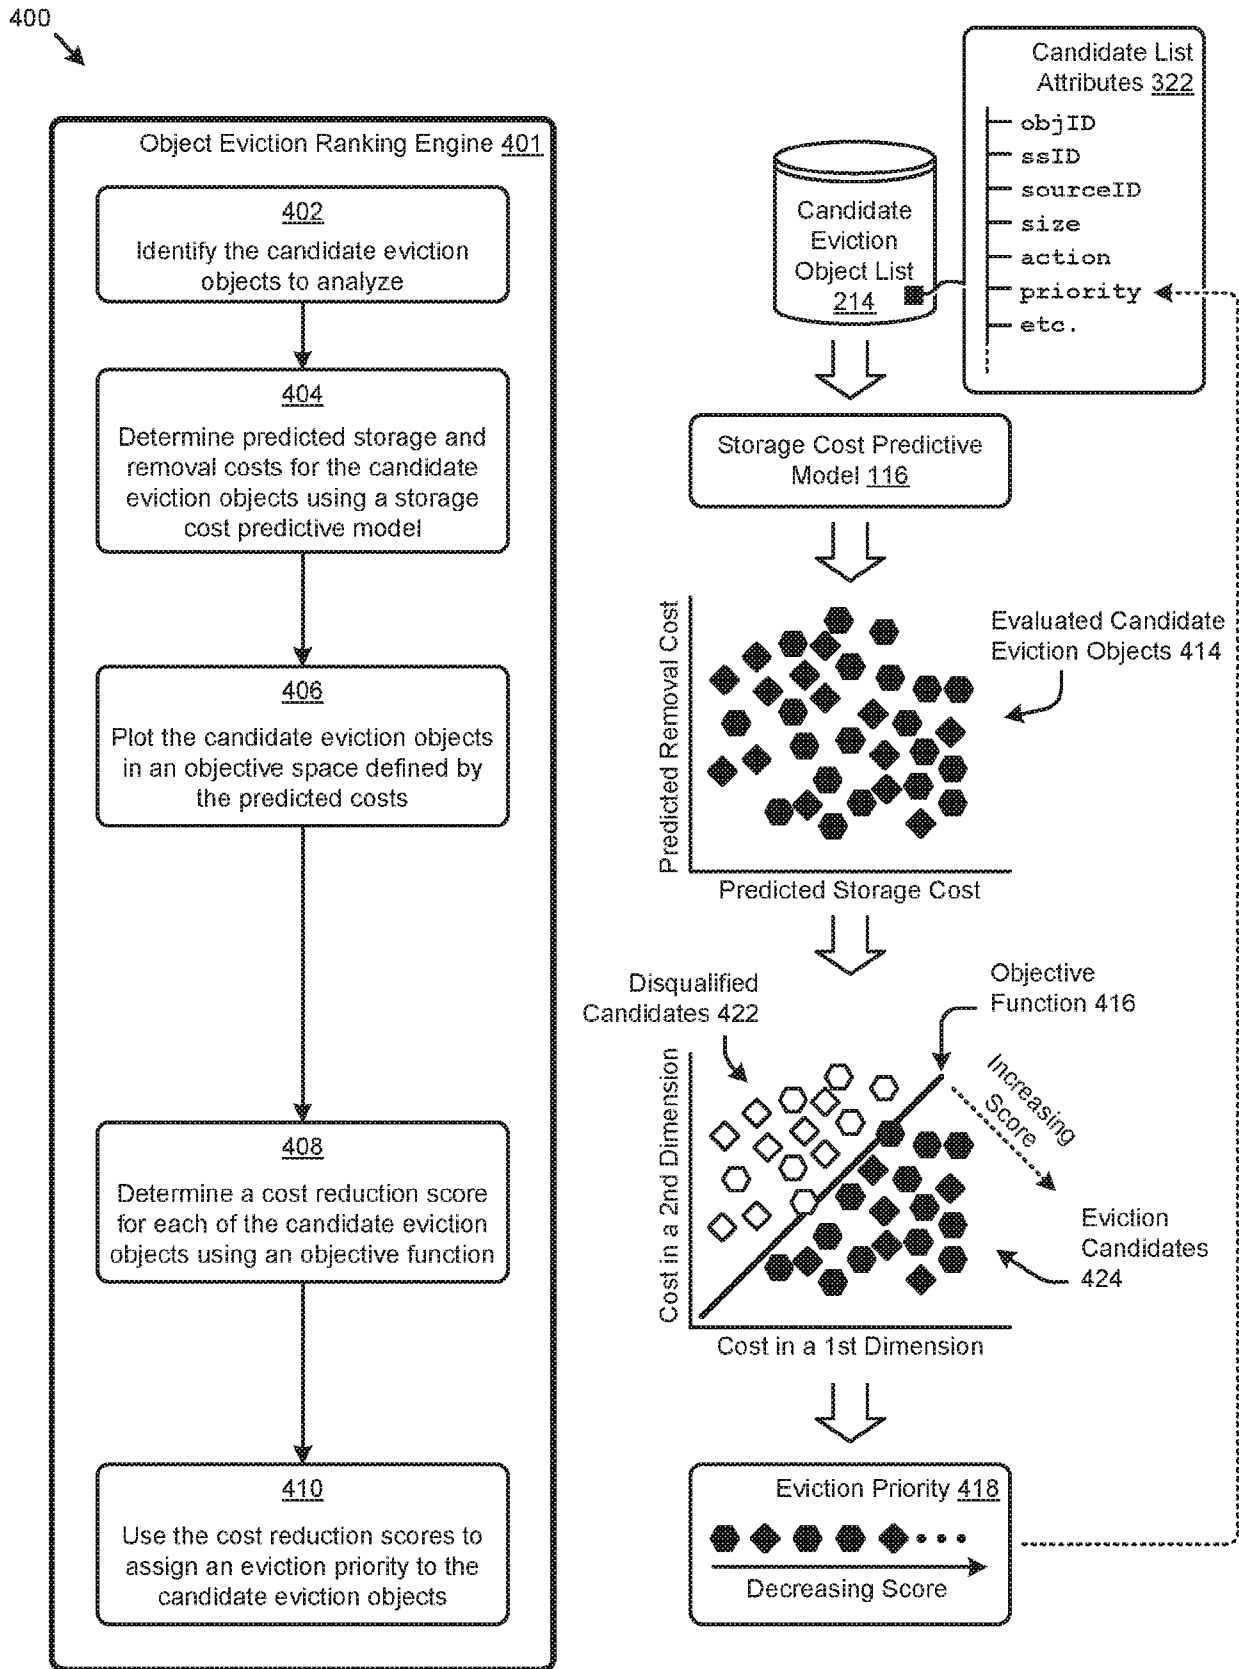 400
Object Eviction Ranking Engine 401
402
Identify the candidate eviction
objects to analyze
404
Determine predicted storage and
removal costs for the candidate
eviction objects using a storage
cost predictive model
406
Plot the candidate eviction objects
in an objective space defined by
the predicted costs
408
Determine a cost reduction score
for each of the candidate eviction
objects using an objective function
410
Use the cost reduction scores to
assign an eviction priority to the
candidate eviction objects
Candidate List
Attributes 322
objID
ssID
sourceID
size
action
priority
etc.
Candidate
Eviction
Object List
214
Storage Cost Predictive
Model 116
Predicted Removal Cost
Predicted Storage Cost
Evaluated Candidate
Eviction Objects 414
Disqualified
Candidates 422
Objective
Function 416
Increasing
Score
Cost in a 2nd Dimension
Cost in a 1st Dimension
Eviction
Candidates
424
Eviction Priority 418
Decreasing Score